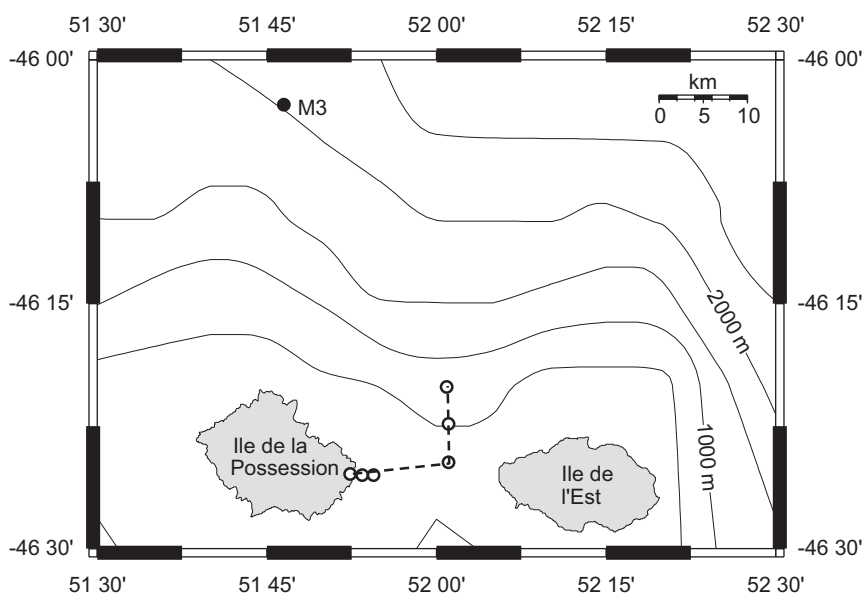 51 30' 51 45' 52 00' 52 15' 52 30'
-46 00' -46 00'
km
0 5 10
M3
-46 15' -46 15'
2000 m
1000 m
Ile de la
Possession
Ile de
l'Est
-46 30' -46 30'
51 30' 51 45' 52 00' 52 15' 52 30'